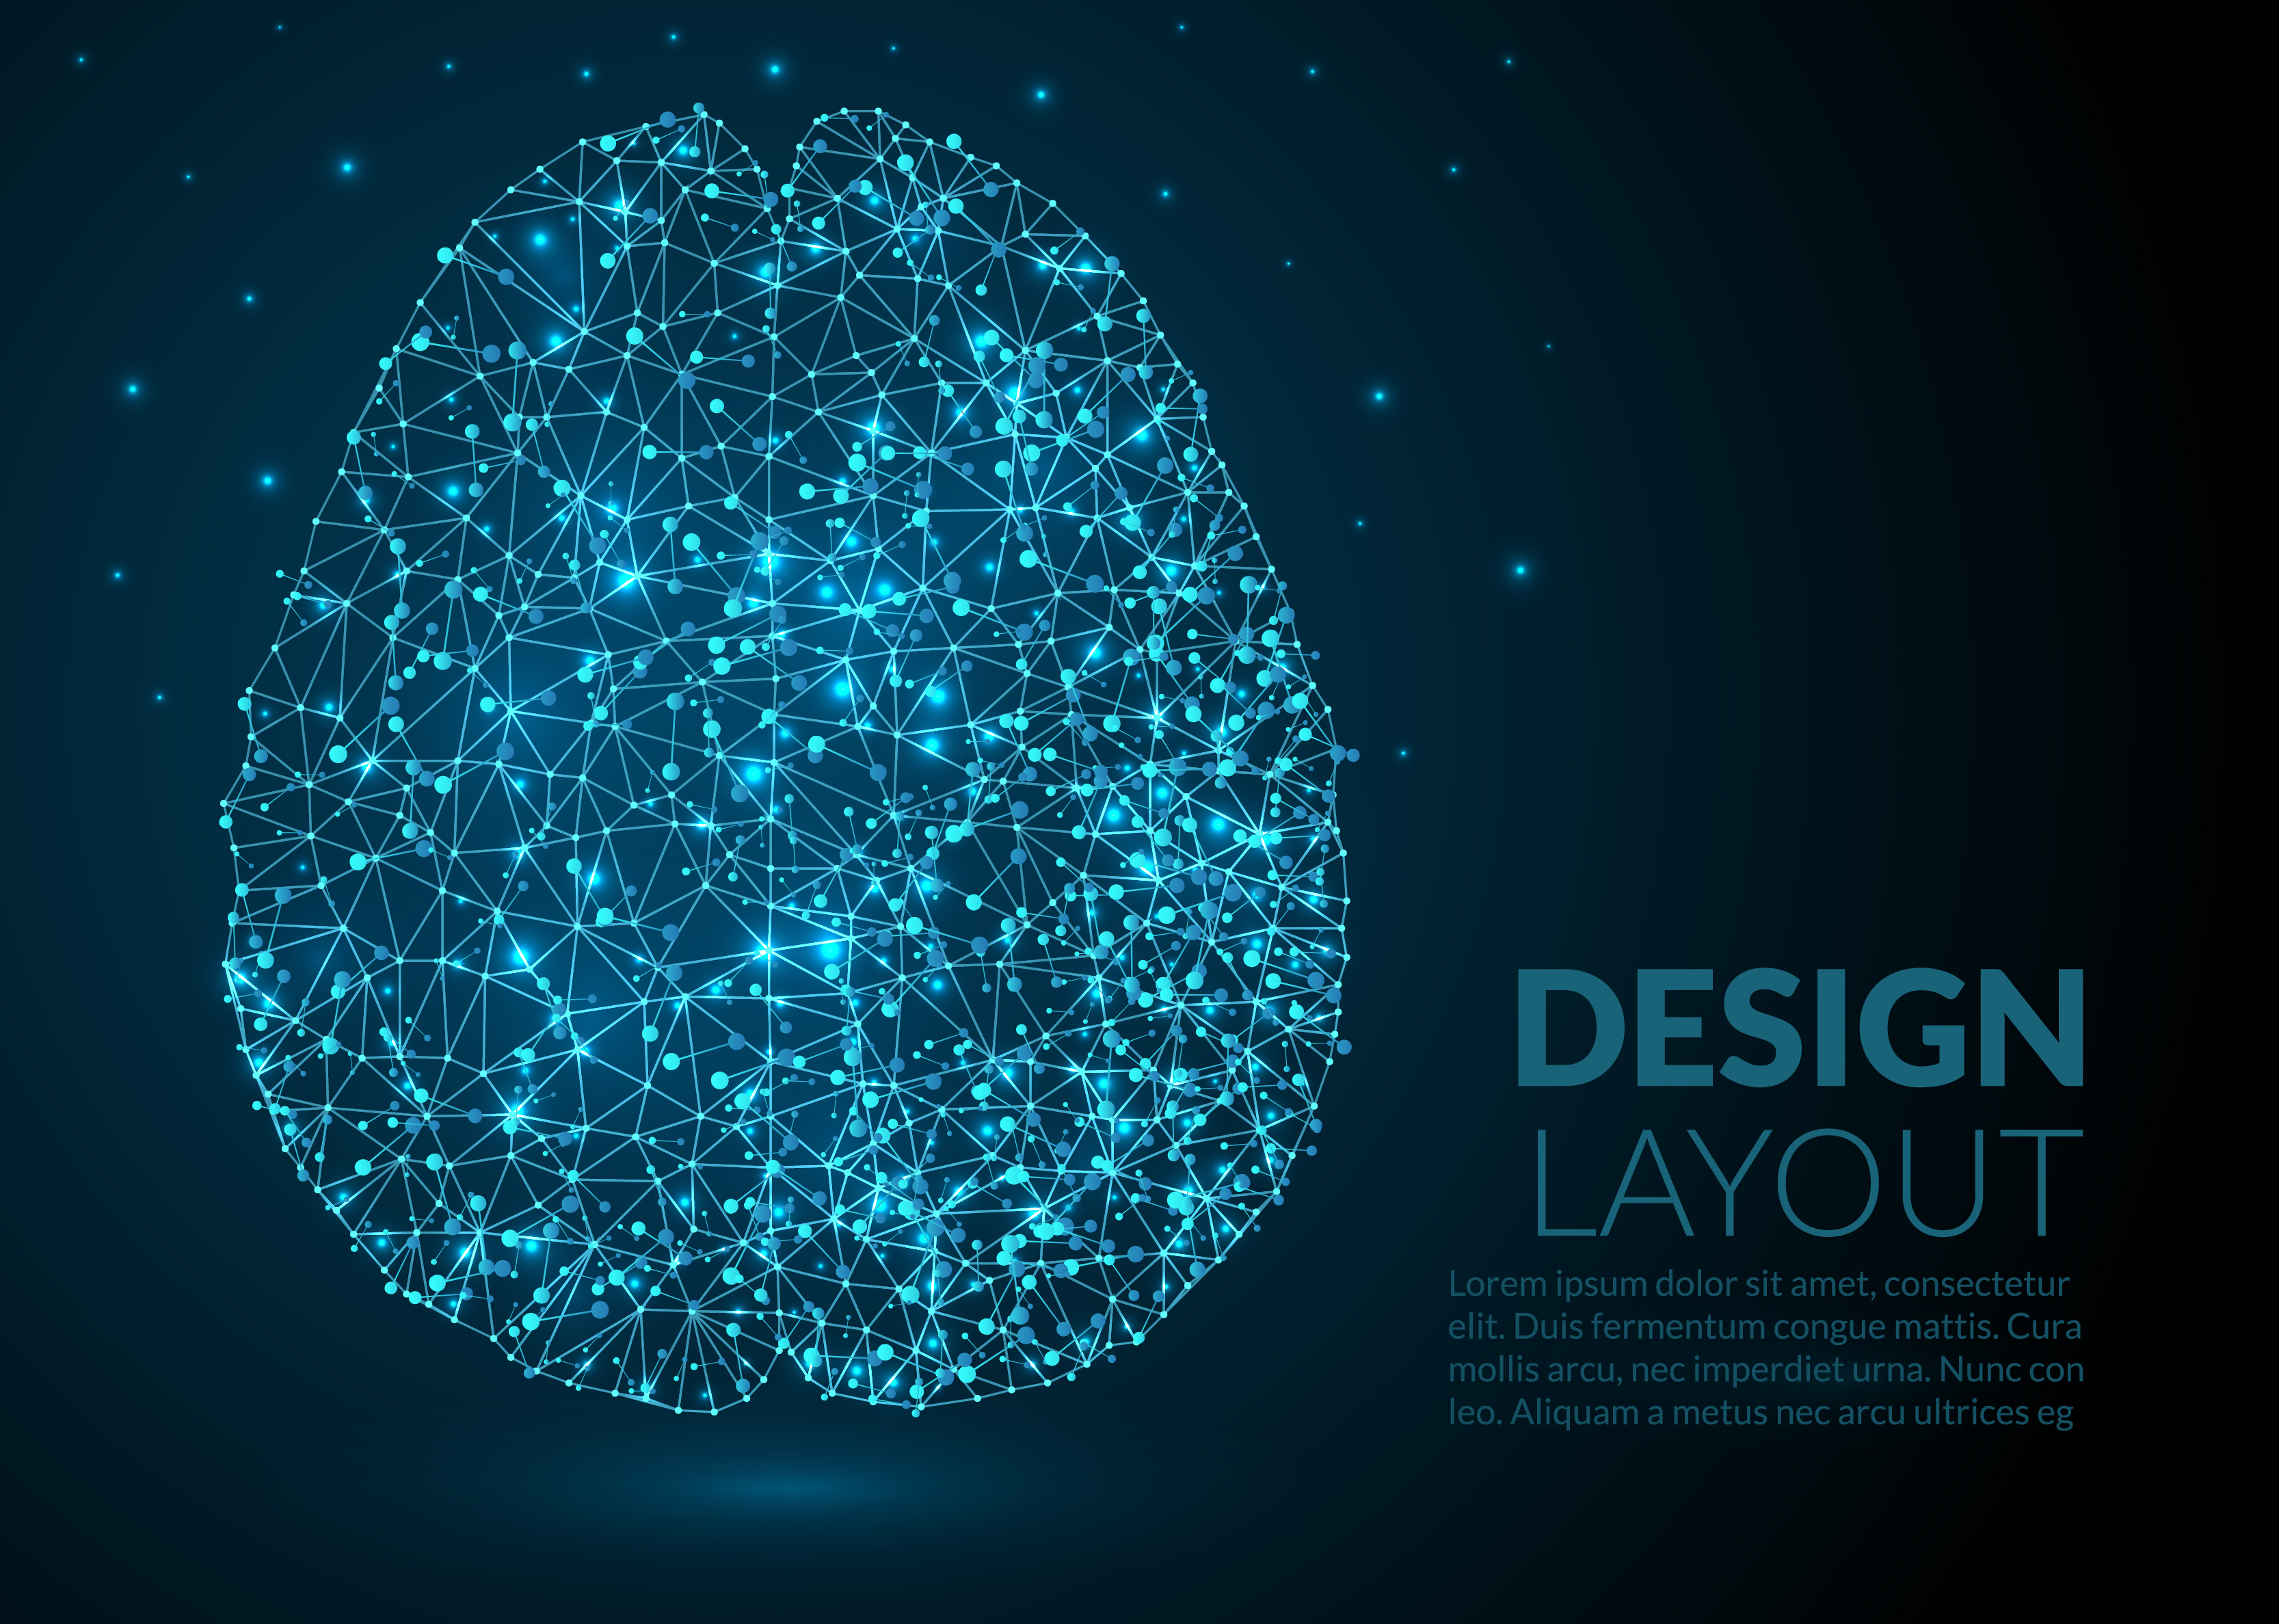 DESIGN
LAYOUT
Lorem ipsum dolor sit amet, consectetur
elit. Duis fermentum congue mattis. Cura
mollis arcu, nec imperdiet urna. Nunc con
leo. Aliquam a metus nec arcu ultrices eg